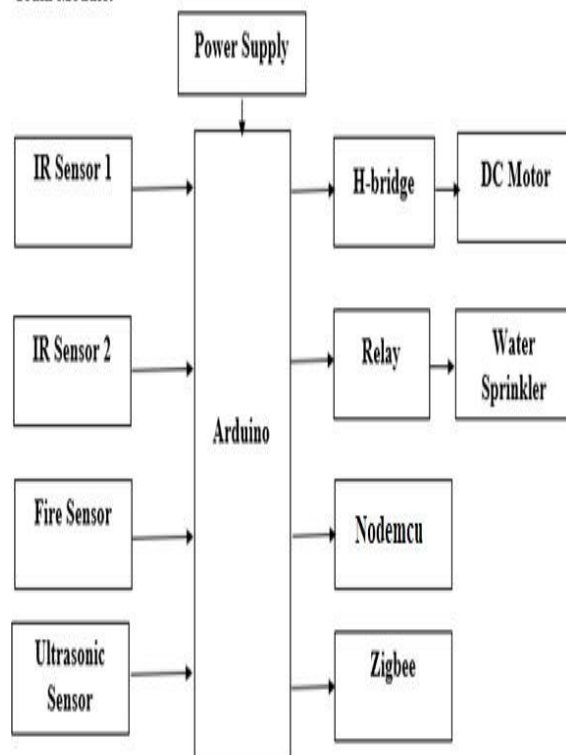 Power Supply
IR Sensor 1
H-bridge
DC Motor
IR Sensor 2
Relay
Water
Sprinkler
Arduino
Fire Sensor
Nodemcu
Ultrasonic
Sensor
Zigbee